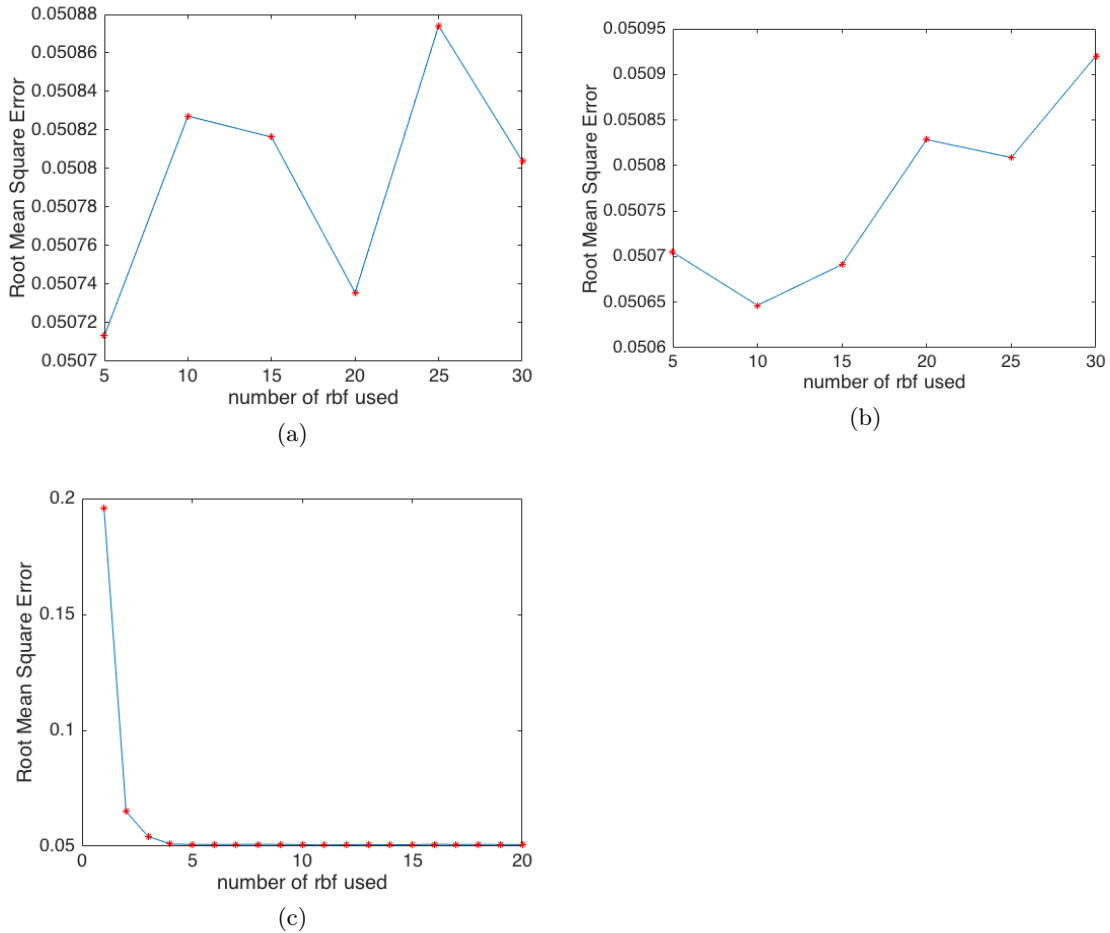 0.05088
0.05086
0.05084
0.05082
0.0508
0.05078
0.05076
0.05074
0.05072
0.0507
Root Mean Square Error
5 10 15 20 25 30
number of rbf used
(a)
0.05095
0.0509
0.05085
0.0508
0.05075
0.0507
0.05065
0.0506
Root Mean Square Error
5 10 15 20 25 30
number of rbf used
(b)
0.2
0.15
0.1
0.05
Root Mean Square Error
0 5 10 15 20
number of rbf used
(c)